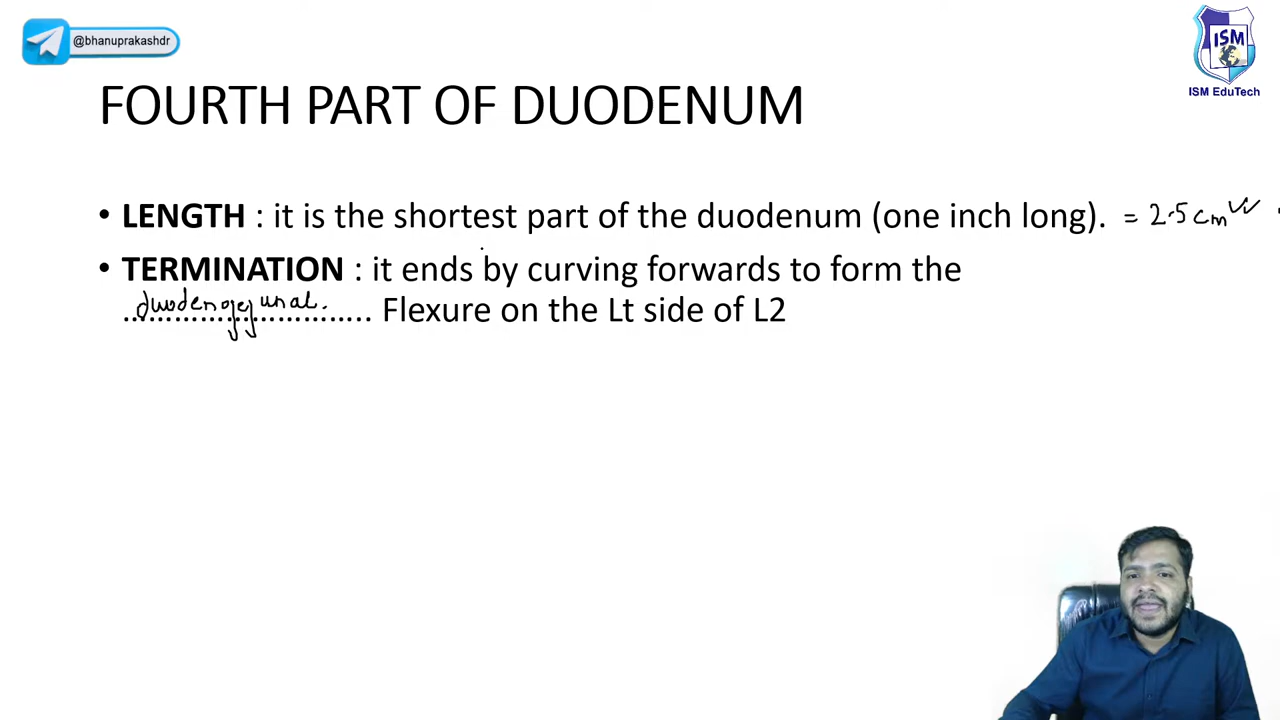 @bhanuprakashdr
ISM
ISM EduTech
FOURTH PART OF DUODENUM
• LENGTH : it is the shortest part of the duodenum (one inch long). = 2.5 cm
• TERMINATION : it ends by curving forwards to form the
duodenojejunal.
................................ Flexure on the Lt side of L2